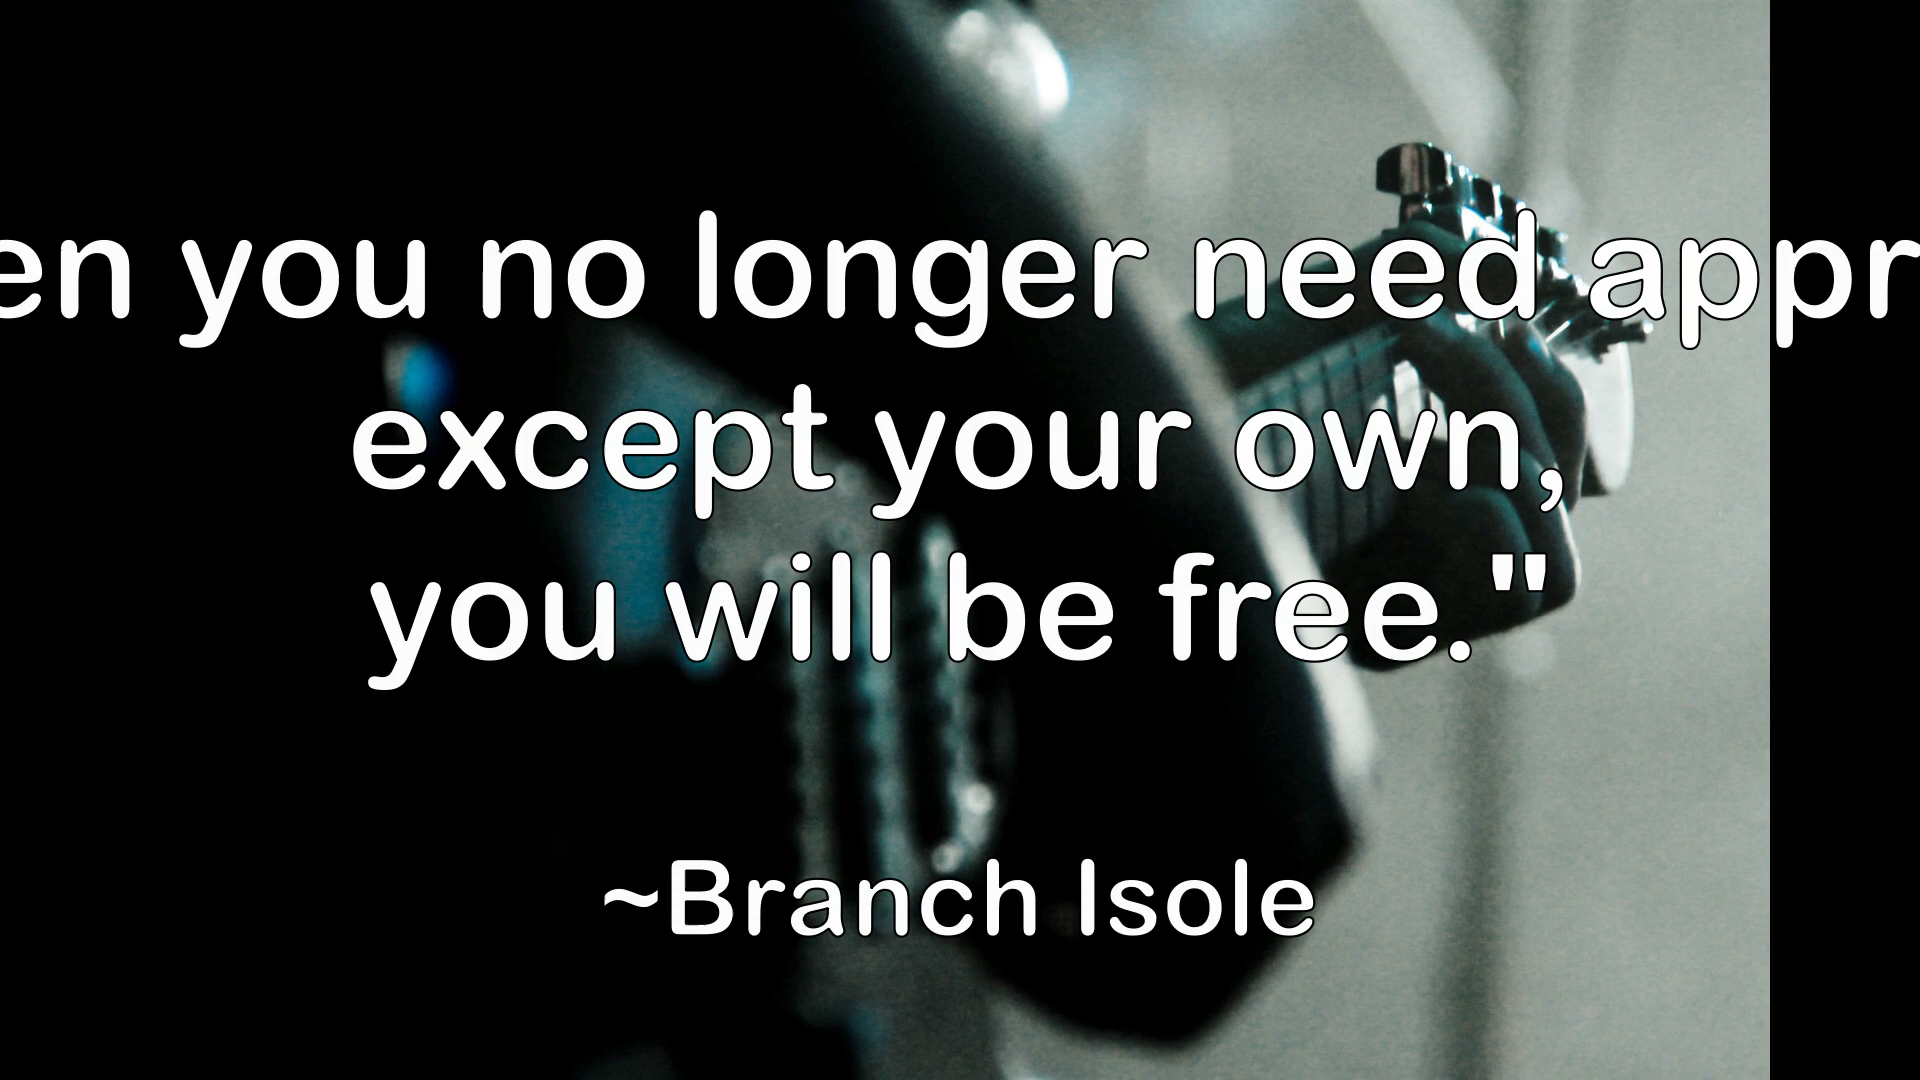 en you no longer need appr
except your own,
you will be free."
~Branch Isole